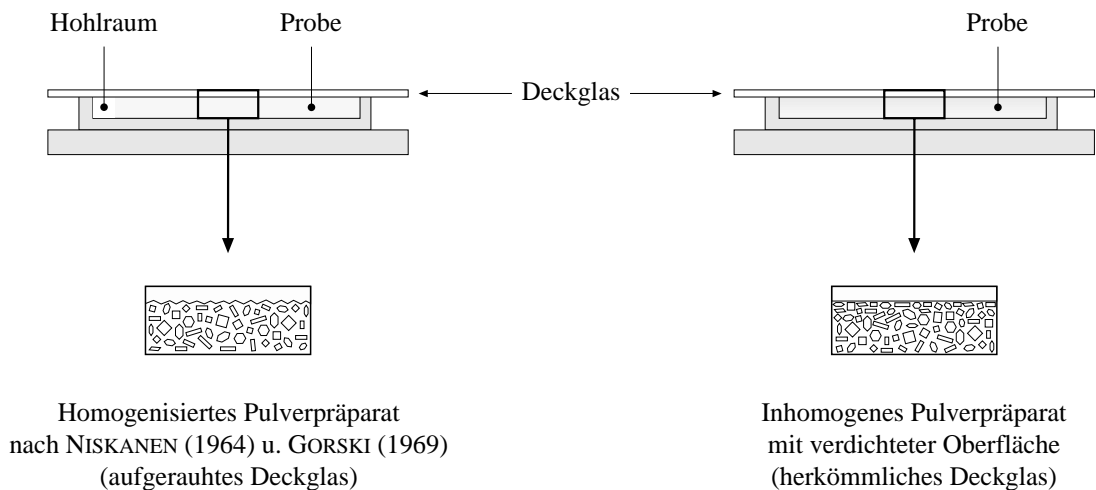 Hohlraum
Probe
Probe
Deckglas
Homogenisiertes Pulverpräparat
nach NISKANEN (1964) u. GORSKI (1969)
(aufgerauhtes Deckglas)
Inhomogenes Pulverpräparat
mit verdichteter Oberfläche
(herkömmliches Deckglas)